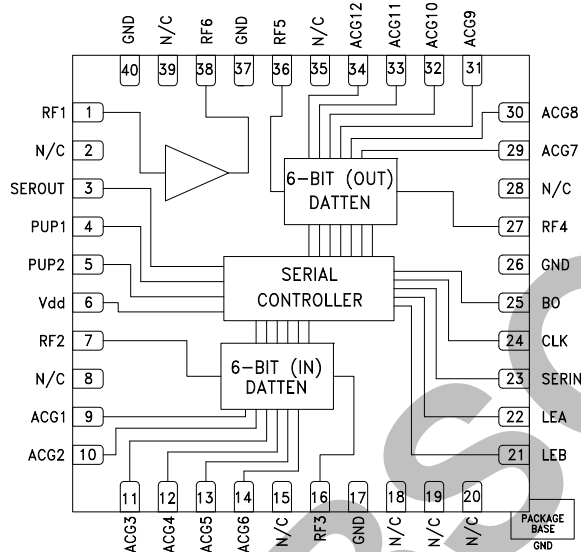 GND N/C RF6 GND RF5 N/C ACG12 ACG11 ACG10 ACG9
40 39 38 37 36 35 34 33 32 31
RF1 1
N/C 2
SEROUT 3
PUP1 4
PUP2 5
Vdd 6
RF2 7
N/C 8
ACG1 9
ACG2 10
6-BIT (OUT)
DATTEN
SERIAL
CONTROLLER
6-BIT (IN)
DATTEN
30 ACG8
29 ACG7
28 N/C
27 RF4
26 GND
25 BO
24 CLK
23 SERIN
22 LEA
21 LEB
11 12 13 14 15 16 17 18 19 20
ACG3 ACG4 ACG5 ACG6 N/C RF3 GND N/C N/C N/C
PACKAGE
BASE
GND